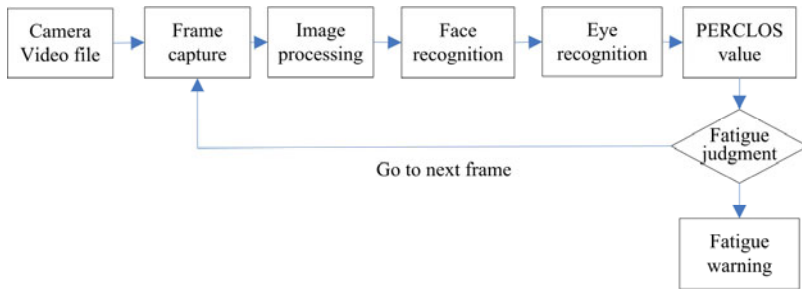 Camera
Video file
Frame
capture
Image
processing
Face
recognition
Eye
recognition
PERCLOS
value
Fatigue
judgment
Go to next frame
Fatigue
warning